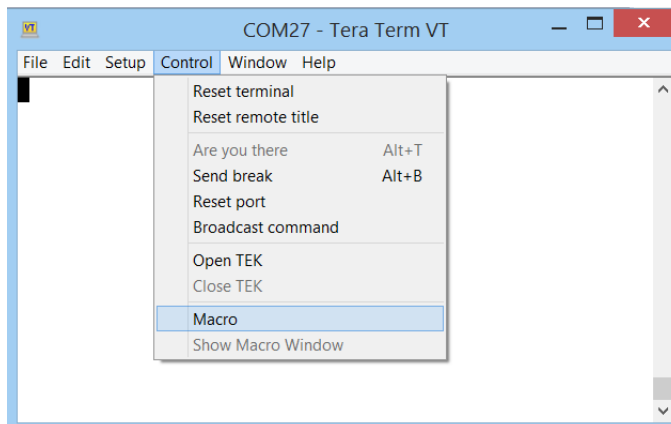 VT
COM27 - Tera Term VT
File Edit Setup Control Window Help
Reset terminal
Reset remote title
Are you there Alt+T
Send break Alt+B
Reset port
Broadcast command
Open TEK
Close TEK
Macro
Show Macro Window